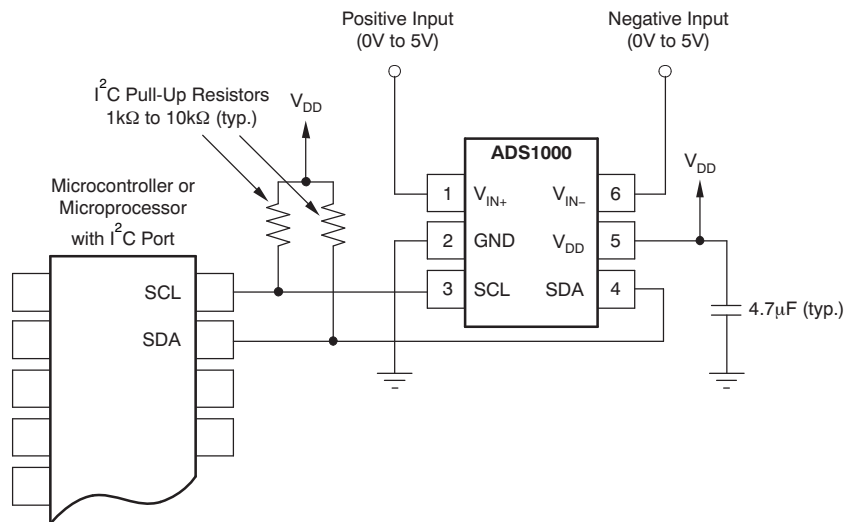 Positive Input
(0V to 5V)
Negative Input
(0V to 5V)
I²C Pull-Up Resistors
1kΩ to 10kΩ (typ.)
V_DD
Microcontroller or
Microprocessor
with I²C Port
SCL
SDA
ADS1000
1 V_IN+ V_IN− 6
2 GND V_DD 5
3 SCL SDA 4
V_DD
4.7μF (typ.)